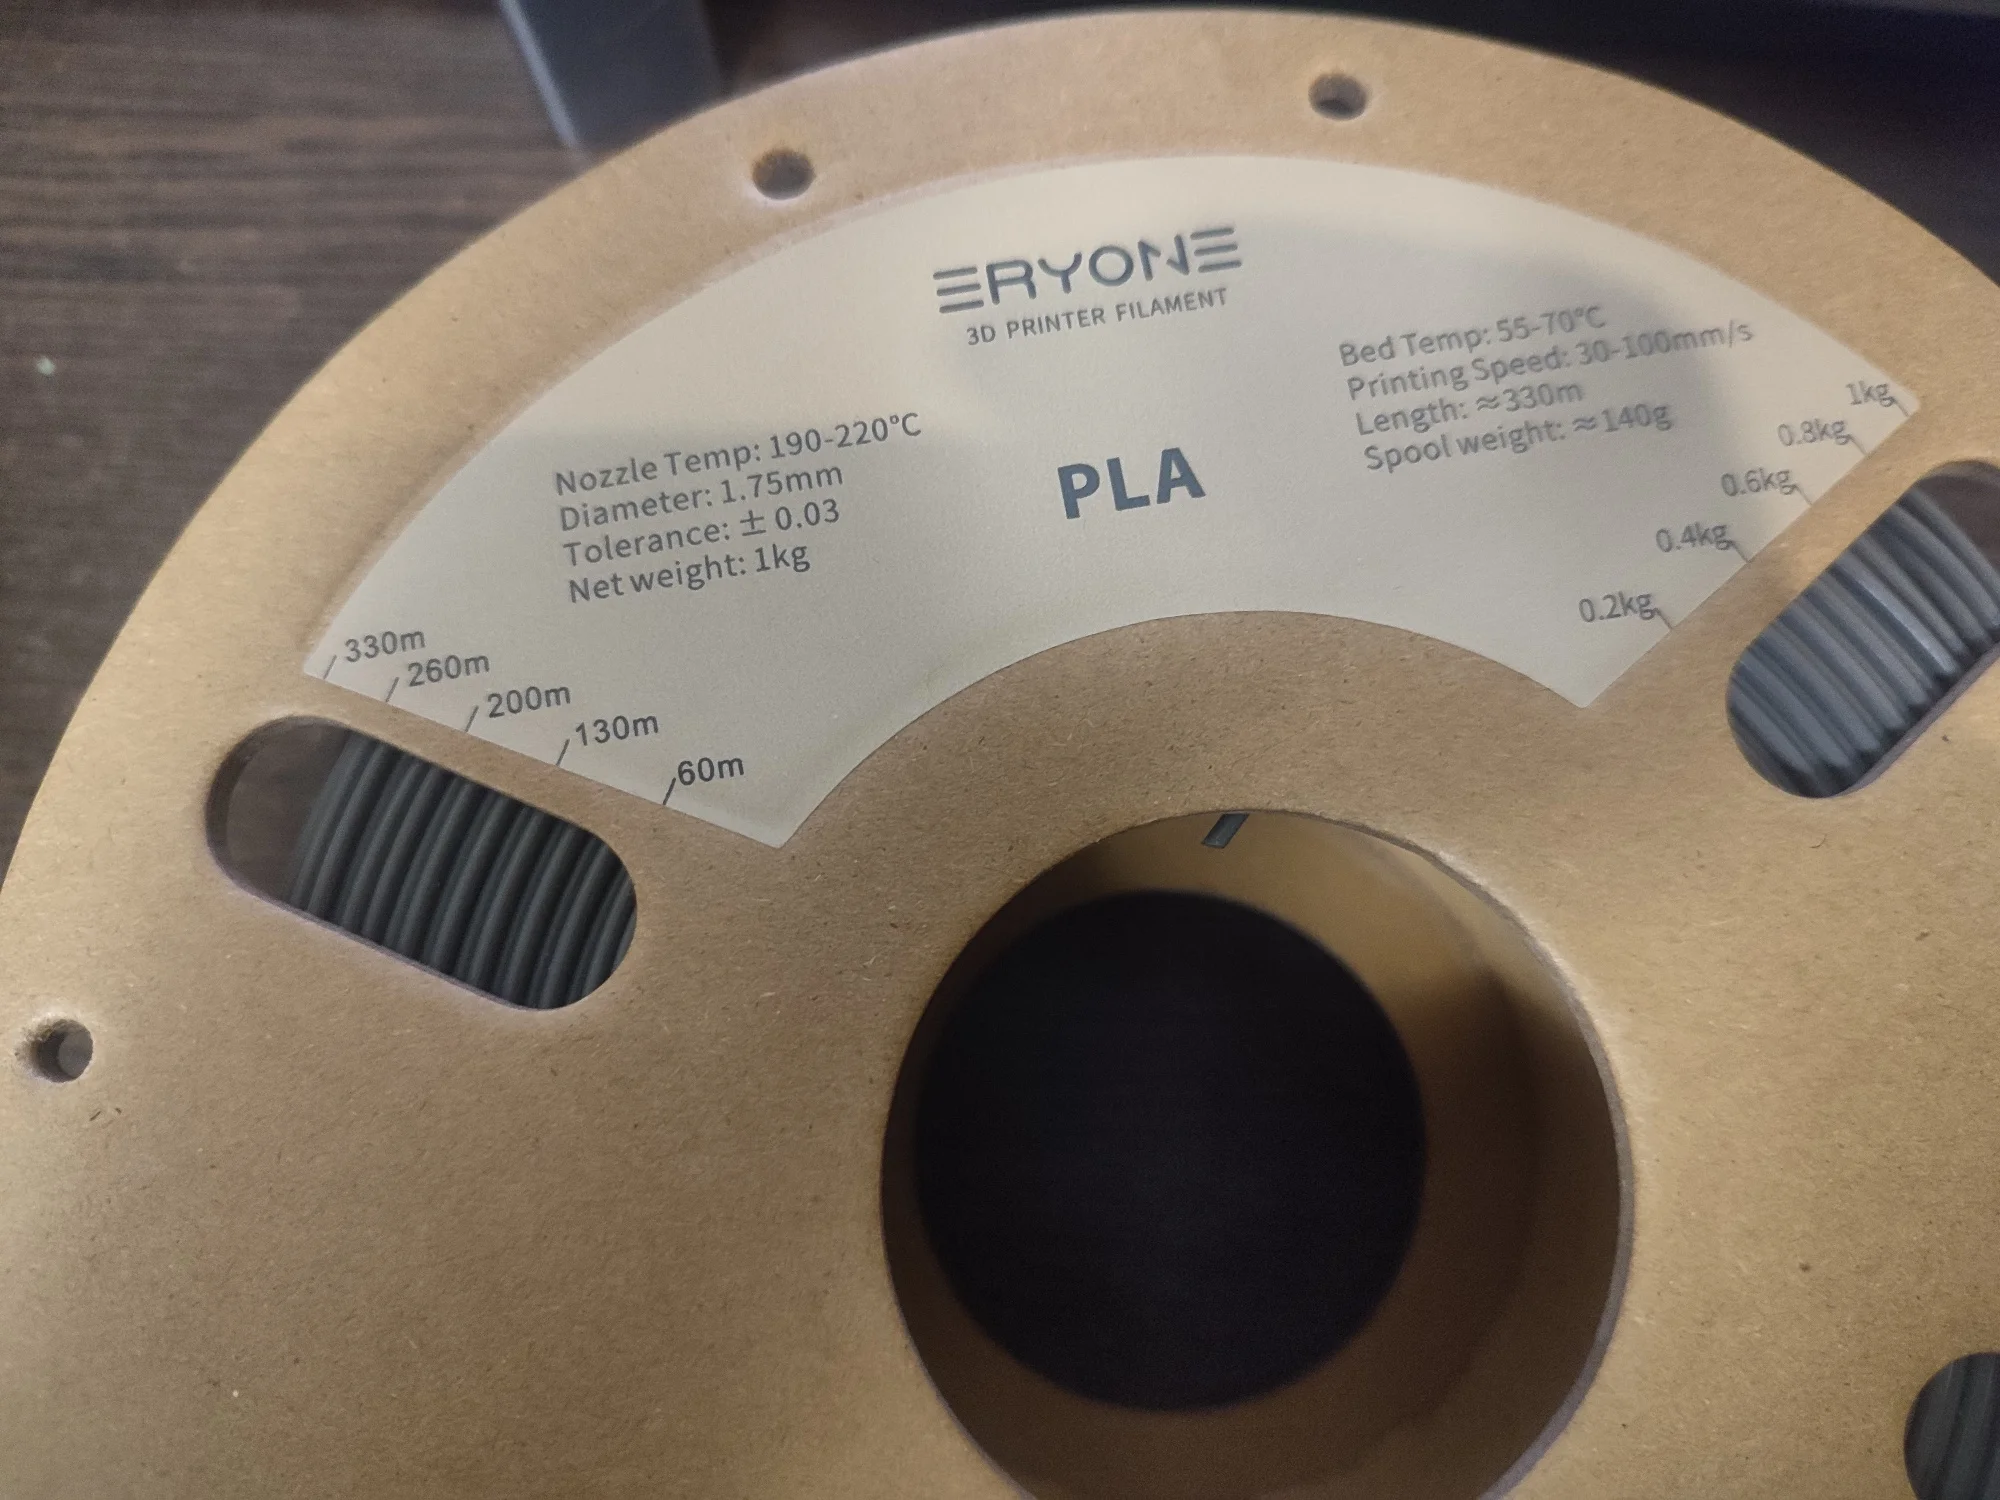 ERYONE
3D PRINTER FILAMENT
PLA
Nozzle Temp: 190-220°C
Diameter: 1.75mm
Tolerance: ± 0.03
Net weight: 1kg
Bed Temp: 55-70°C
Printing Speed: 30-100mm/s
Length: ≈330m
Spool weight: ≈140g
330m
260m
200m
130m
60m
1kg
0.8kg
0.6kg
0.4kg
0.2kg